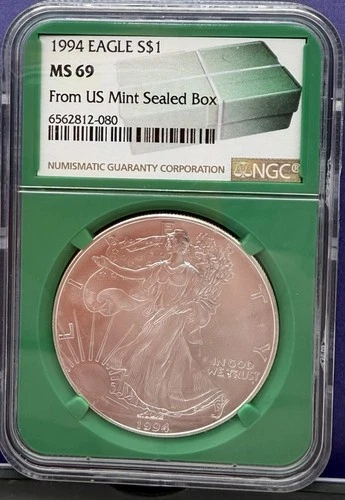 1994 EAGLE S$1
MS 69
From US Mint Sealed Box
6562812-080
NUMISMATIC GUARANTY CORPORATION
NGC®
LIBERTY
IN GOD
WE TRUST
1994